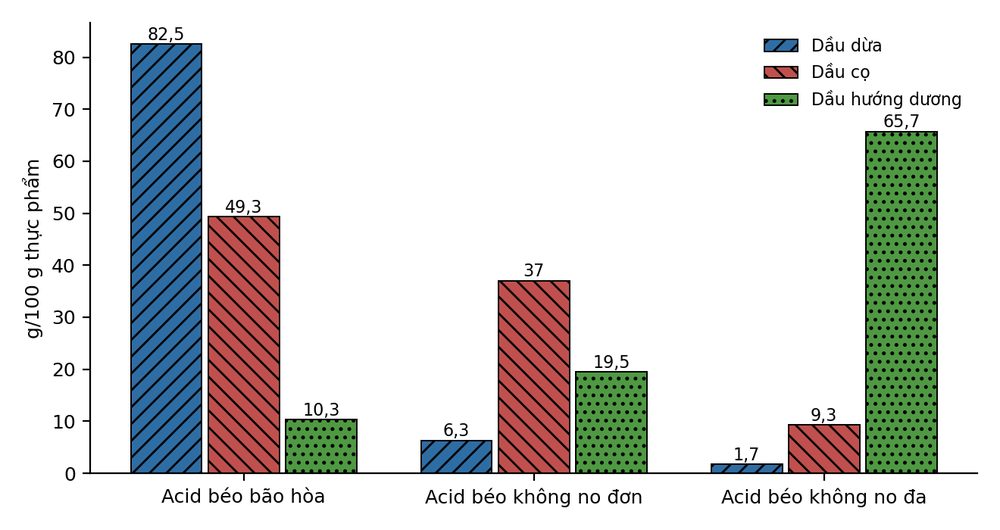 g/100 g thực phẩm
80
70
60
50
40
30
20
10
0
82,5
49,3
10,3
6,3
37
19,5
1,7
9,3
65,7
Dầu dừa
Dầu cọ
Dầu hướng dương
Acid béo bão hòa
Acid béo không no đơn
Acid béo không no đa